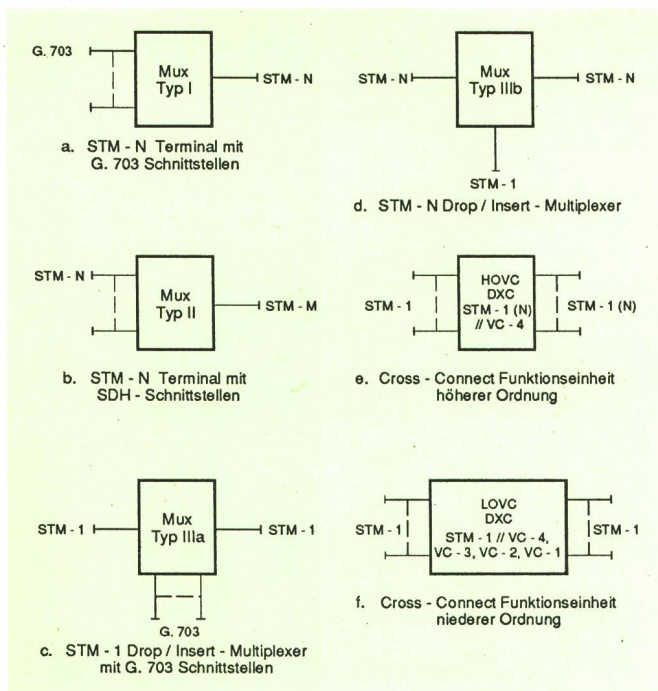 G. 703
Mux
Typ I
STM - N
a. STM - N Terminal mit
G. 703 Schnittstellen
STM - N
Mux
Typ II
STM - M
b. STM - N Terminal mit
SDH - Schnittstellen
STM - 1
Mux
Typ IIIa
STM - 1
G. 703
c. STM - 1 Drop / Insert - Multiplexer
mit G. 703 Schnittstellen
STM - N
Mux
Typ IIIb
STM - N
STM - 1
d. STM - N Drop / Insert - Multiplexer
STM - 1
HOVC
DXC
STM - 1 (N)
// VC - 4
STM - 1 (N)
e. Cross - Connect Funktionseinheit
höherer Ordnung
STM - 1
LOVC
DXC
STM - 1 // VC - 4,
VC - 3, VC - 2, VC - 1
STM - 1
f. Cross - Connect Funktionseinheit
niederer Ordnung